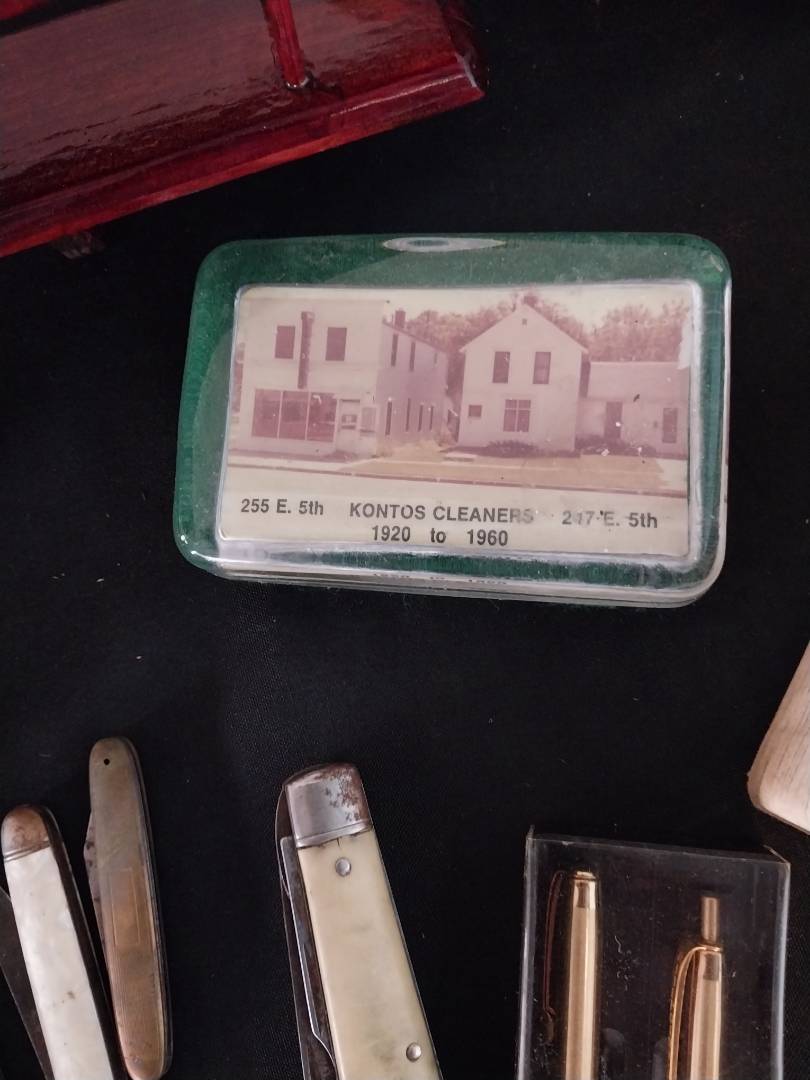 255 E. 5th KONTOS CLEANERS 247 E. 5th
1920 to 1960